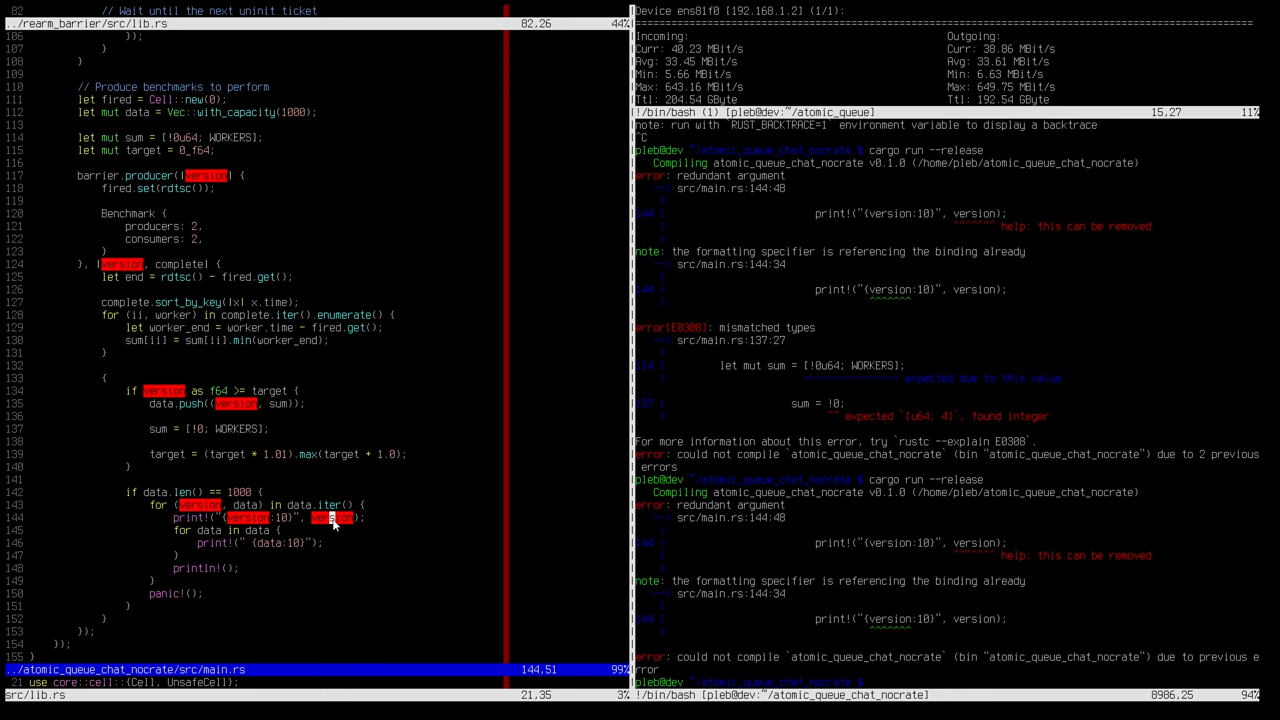 82         // Wait until the next uninit ticket
../rearm_barrier/src/lib.rs 82,26 44%
106                 });
107             }
108         }
109
110         // Produce benchmarks to perform
111         let fired = Cell::new(0);
112         let mut data = Vec::with_capacity(1000);
113
114         let mut sum = [!0u64; WORKERS];
115         let mut target = 0_f64;
116
117         barrier.producer(|version| {
118             fired.set(rdtsc());
119
120             Benchmark {
121                 producers: 2,
122                 consumers: 2,
123             }
124         }, |version, complete| {
125             let end = rdtsc() - fired.get();
126
127             complete.sort_by_key(|x| x.time);
128             for (ii, worker) in complete.iter().enumerate() {
129                 let worker_end = worker.time - fired.get();
130                 sum[ii] = sum[ii].min(worker_end);
131             }
132
133             {
134                 if version as f64 >= target {
135                     data.push((version, sum));
136
137                     sum = [!0; WORKERS];
138
139                     target = (target * 1.01).max(target + 1.0);
140                 }
141
142                 if data.len() == 1000 {
143                     for (version, data) in data.iter() {
144                         print!("{version:10}", version);
145                         for data in data {
146                             print!(" {data:10}");
147                         }
148                         println!();
149                     }
150                     panic!();
151                 }
152             }
153         });
154     });
155 }
../atomic_queue_chat_nocrate/src/main.rs 144,51 99%
21 use core::cell::{Cell, UnsafeCell};
src/lib.rs 21,35 3%
Device ens81f0 [192.168.1.2] (1/1):
================================================================================
Incoming: Outgoing:
Curr: 40.23 MBit/s Curr: 38.86 MBit/s
Avg: 33.45 MBit/s Avg: 33.61 MBit/s
Min: 5.66 MBit/s Min: 6.63 MBit/s
Max: 643.16 MBit/s Max: 649.75 MBit/s
Ttl: 204.54 GByte Ttl: 192.54 GByte
!/bin/bash (1) [pleb@dev:~/atomic_queue] 15,27 11%
note: run with `RUST_BACKTRACE=1` environment variable to display a backtrace
^C
pleb@dev ~/atomic_queue_chat_nocrate $ cargo run --release
Compiling atomic_queue_chat_nocrate v0.1.0 (/home/pleb/atomic_queue_chat_nocrate)
error: redundant argument
--> src/main.rs:144:48
|
144 | print!("{version:10}", version);
| ^^^^^^^ help: this can be removed
|
note: the formatting specifier is referencing the binding already
--> src/main.rs:144:34
|
144 | print!("{version:10}", version);
| ^^^^^^^
error[E0308]: mismatched types
--> src/main.rs:137:27
|
114 | let mut sum = [!0u64; WORKERS];
| ---------------- expected due to this value
...
137 | sum = !0;
| ^^ expected `[u64; 4]`, found integer
For more information about this error, try `rustc --explain E0308`.
error: could not compile `atomic_queue_chat_nocrate` (bin "atomic_queue_chat_nocrate") due to 2 previous
errors
pleb@dev ~/atomic_queue_chat_nocrate $ cargo run --release
Compiling atomic_queue_chat_nocrate v0.1.0 (/home/pleb/atomic_queue_chat_nocrate)
error: redundant argument
--> src/main.rs:144:48
|
144 | print!("{version:10}", version);
| ^^^^^^^ help: this can be removed
|
note: the formatting specifier is referencing the binding already
--> src/main.rs:144:34
|
144 | print!("{version:10}", version);
| ^^^^^^^
error: could not compile `atomic_queue_chat_nocrate` (bin "atomic_queue_chat_nocrate") due to previous e
rror
pleb@dev ~/atomic_queue_chat_nocrate $
!/bin/bash [pleb@dev:~/atomic_queue_chat_nocrate] 8986,25 94%